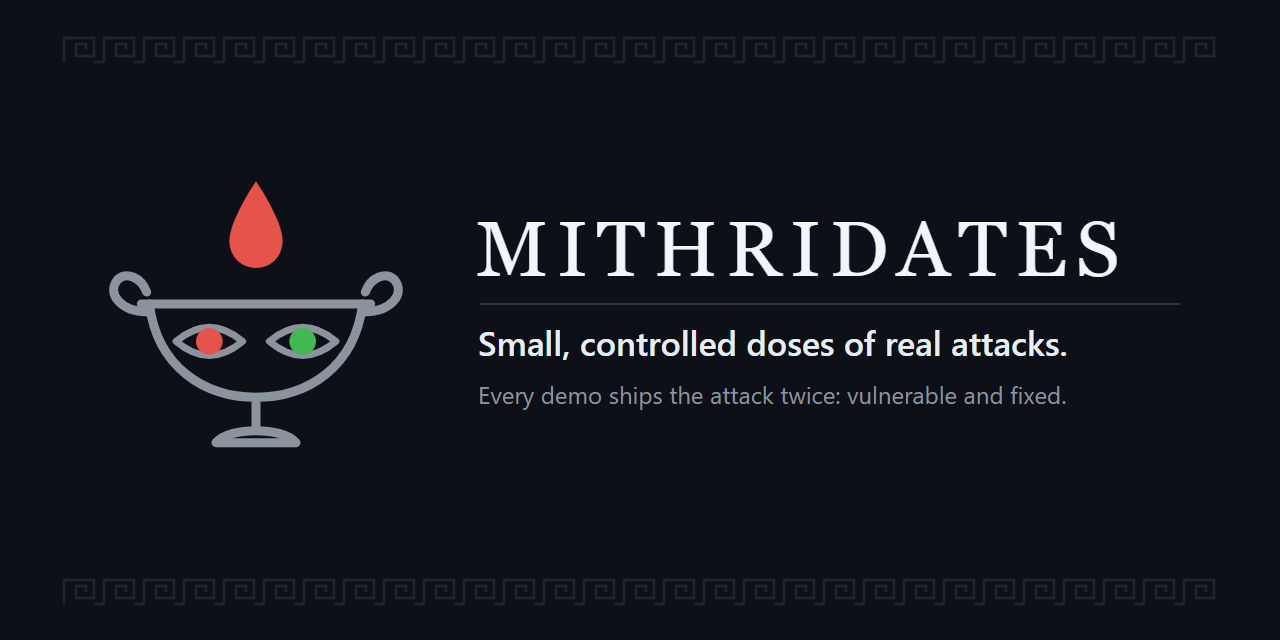 MITHRIDATES
Small, controlled doses of real attacks.
Every demo ships the attack twice: vulnerable and fixed.